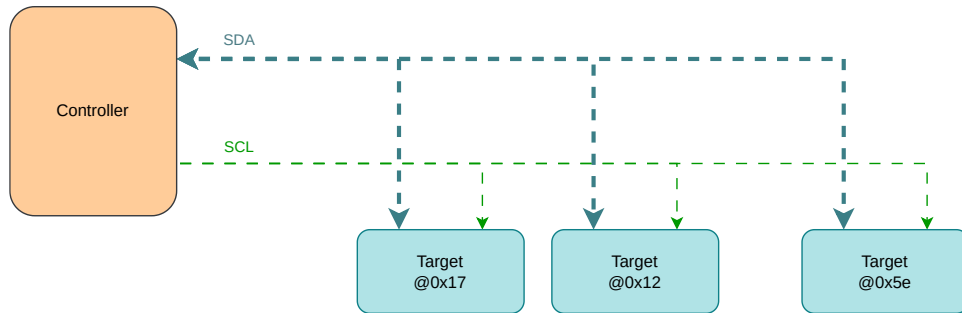 SDA
Controller
SCL
Target
@0x17
Target
@0x12
Target
@0x5e